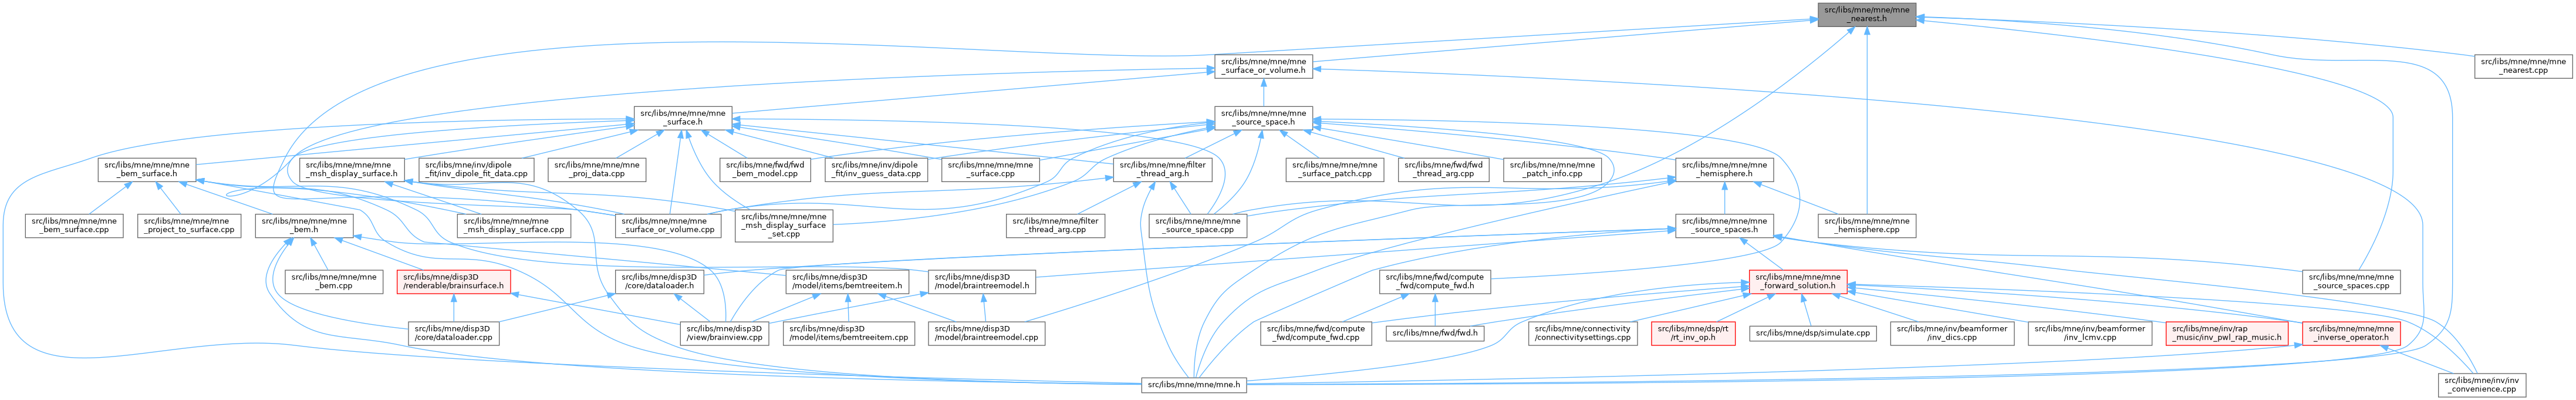 src/libs/mne/mne/mne
_nearest.h
src/libs/mne/mne/mne
_surface_or_volume.h
src/libs/mne/mne/mne
_nearest.cpp
src/libs/mne/mne/mne
_surface.h
src/libs/mne/mne/mne
_source_space.h
src/libs/mne/mne/mne
_bem_surface.h
src/libs/mne/mne/mne
_msh_display_surface.h
src/libs/mne/inv/dipole
_fit/inv_dipole_fit_data.cpp
src/libs/mne/mne/mne
_proj_data.cpp
src/libs/mne/fwd/fwd
_bem_model.cpp
src/libs/mne/inv/dipole
_fit/inv_guess_data.cpp
src/libs/mne/mne/mne
_surface.cpp
src/libs/mne/mne/filter
_thread_arg.h
src/libs/mne/mne/mne
_surface_patch.cpp
src/libs/mne/fwd/fwd
_thread_arg.cpp
src/libs/mne/mne/mne
_patch_info.cpp
src/libs/mne/mne/mne
_hemisphere.h
src/libs/mne/mne/mne
_bem_surface.cpp
src/libs/mne/mne/mne
_project_to_surface.cpp
src/libs/mne/mne/mne
_bem.h
src/libs/mne/mne/mne
_msh_display_surface.cpp
src/libs/mne/mne/mne
_surface_or_volume.cpp
src/libs/mne/mne/mne
_msh_display_surface
_set.cpp
src/libs/mne/mne/filter
_thread_arg.cpp
src/libs/mne/mne/mne
_source_space.cpp
src/libs/mne/mne/mne
_source_spaces.h
src/libs/mne/mne/mne
_hemisphere.cpp
src/libs/mne/mne/mne
_bem.cpp
src/libs/mne/disp3D
/renderable/brainsurface.h
src/libs/mne/disp3D
/core/dataloader.h
src/libs/mne/disp3D
/model/items/bemtreeitem.h
src/libs/mne/disp3D
/model/braintreemodel.h
src/libs/mne/fwd/compute
_fwd/compute_fwd.h
src/libs/mne/mne/mne
_forward_solution.h
src/libs/mne/mne/mne
_source_spaces.cpp
src/libs/mne/disp3D
/core/dataloader.cpp
src/libs/mne/disp3D
/view/brainview.cpp
src/libs/mne/disp3D
/model/items/bemtreeitem.cpp
src/libs/mne/disp3D
/model/braintreemodel.cpp
src/libs/mne/fwd/compute
_fwd/compute_fwd.cpp
src/libs/mne/fwd/fwd.h
src/libs/mne/connectivity
/connectivitysettings.cpp
src/libs/mne/dsp/rt
/rt_inv_op.h
src/libs/mne/dsp/simulate.cpp
src/libs/mne/inv/beamformer
/inv_dics.cpp
src/libs/mne/inv/beamformer
/inv_lcmv.cpp
src/libs/mne/inv/rap
_music/inv_pwl_rap_music.h
src/libs/mne/mne/mne
_inverse_operator.h
src/libs/mne/mne/mne.h
src/libs/mne/inv/inv
_convenience.cpp